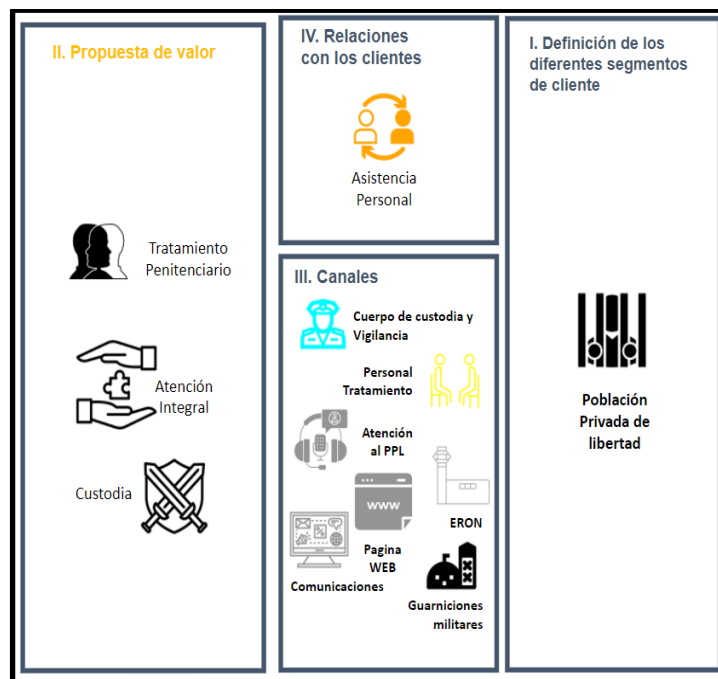 II. Propuesta de valor
Tratamiento
Penitenciario
Atención
Integral
Custodia
IV. Relaciones
con los clientes
Asistencia
Personal
III. Canales
Cuerpo de custodia y
Vigilancia
Personal
Tratamiento
Atención
al PPL
www
ERON
Pagina
WEB
Comunicaciones
Guarniciones
militares
I. Definición de los
diferentes segmentos
de cliente
Población
Privada de
libertad